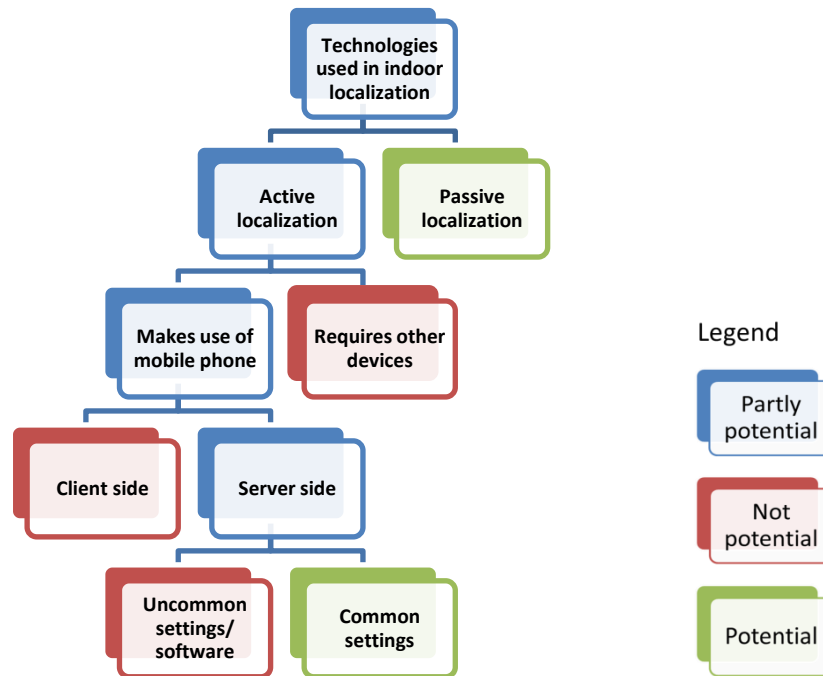 Technologies
used in indoor
localization
Active
localization
Passive
localization
Makes use of
mobile phone
Requires other
devices
Client side
Server side
Uncommon
settings/
software
Common
settings
Legend
Partly
potential
Not
potential
Potential